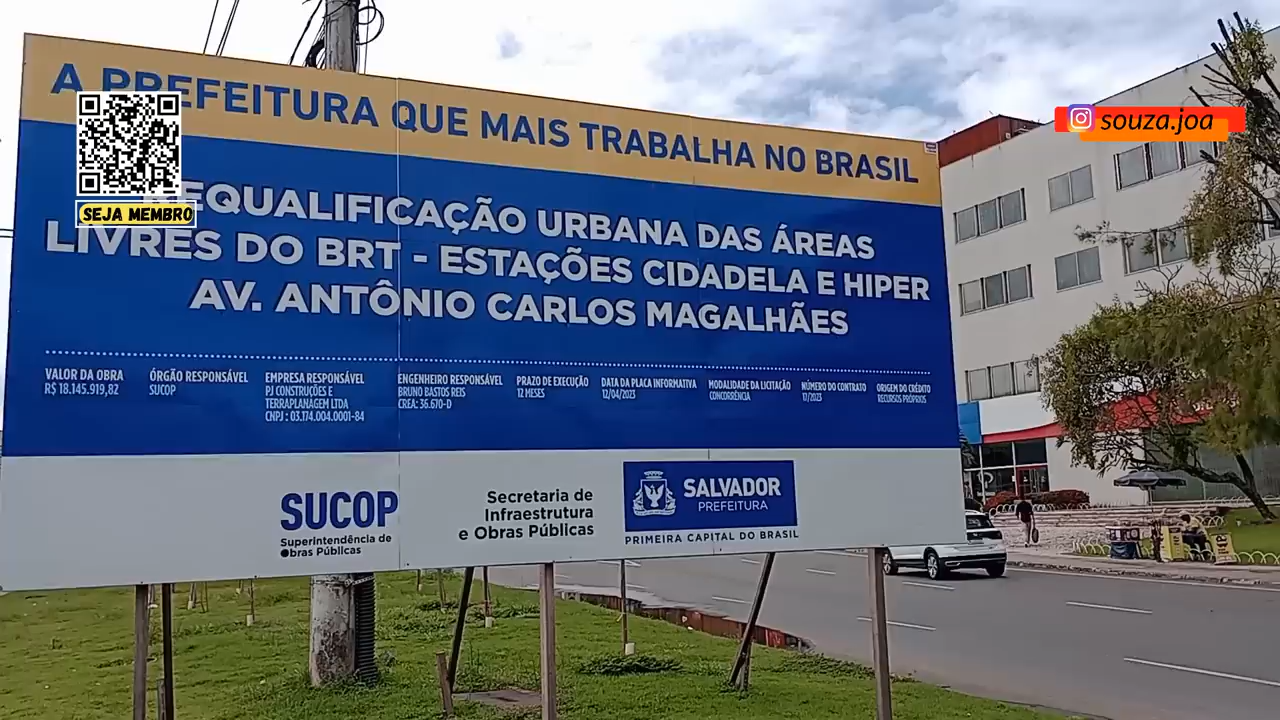 A PREFEITURA QUE MAIS TRABALHA NO BRASIL
souza.joa
SEJA MEMBRO
REQUALIFICAÇÃO URBANA DAS ÁREAS
LIVRES DO BRT - ESTAÇÕES CIDADELA E HIPER
AV. ANTÔNIO CARLOS MAGALHÃES
VALOR DA OBRA
R$ 18.145.919,82
ÓRGÃO RESPONSÁVEL
SUCOP
EMPRESA RESPONSÁVEL
PJ CONSTRUÇÕES E
TERRAPLANAGEM LTDA
CNPJ : 03.174.004.0001-84
ENGENHEIRO RESPONSÁVEL
BRUNO BASTOS REIS
CREA: 36.670-D
PRAZO DE EXECUÇÃO
12 MESES
DATA DA PLACA INFORMATIVA
12/04/2023
MODALIDADE DA LICITAÇÃO
CONCORRÊNCIA
NÚMERO DO CONTRATO
17/2023
ORIGEM DO CRÉDITO
RECURSOS PRÓPRIOS
SUCOP
Superintendência de
Obras Públicas
Secretaria de
Infraestrutura
e Obras Públicas
SALVADOR
PREFEITURA
PRIMEIRA CAPITAL DO BRASIL